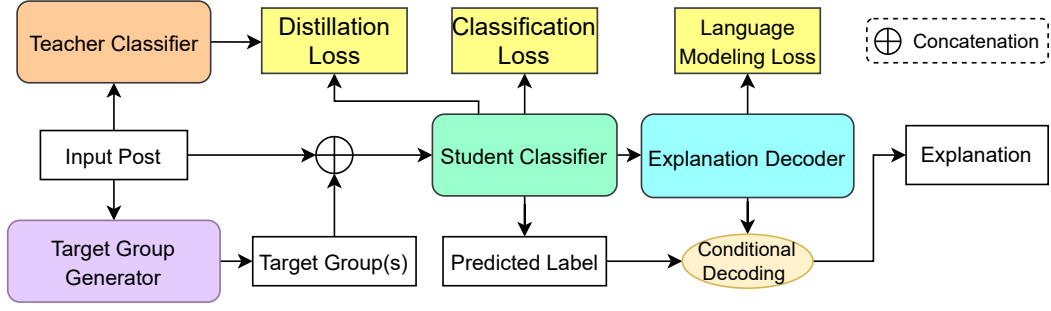 Teacher Classifier
Distillation
Loss
Classification
Loss
Language
Modeling Loss
Concatenation
Input Post
Student Classifier
Explanation Decoder
Explanation
Target Group
Generator
Target Group(s)
Predicted Label
Conditional
Decoding